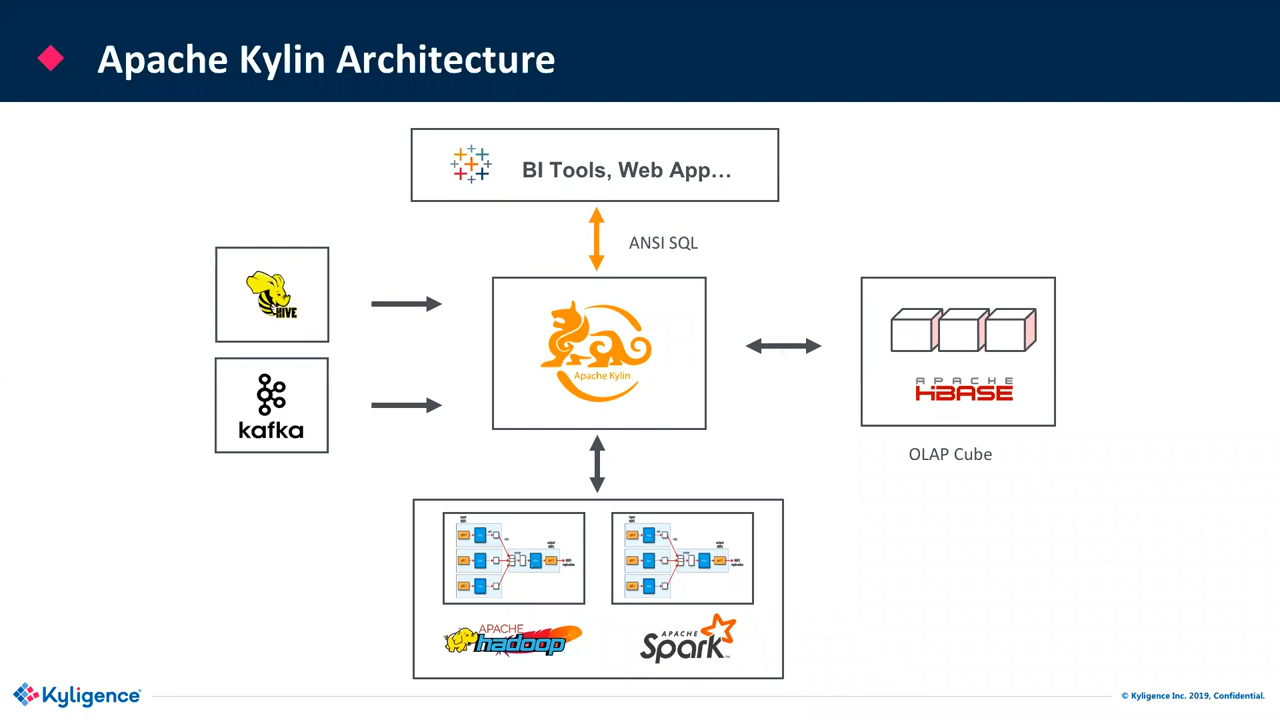 Apache Kylin Architecture
BI Tools, Web App…
ANSI SQL
HIVE
kafka
Apache Kylin
APACHE
HBASE
OLAP Cube
APACHE
hadoop
APACHE
Spark™
Kyligence®
© Kyligence Inc. 2019, Confidential.